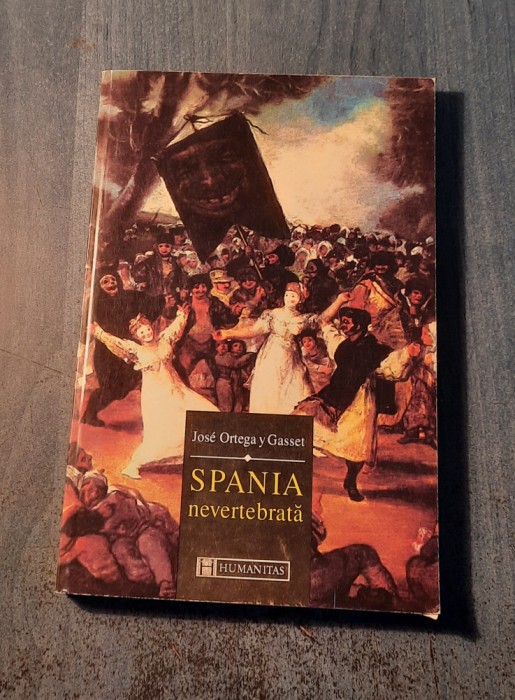 José Ortega y Gasset
SPANIA
nevertebrată
HUMANITAS